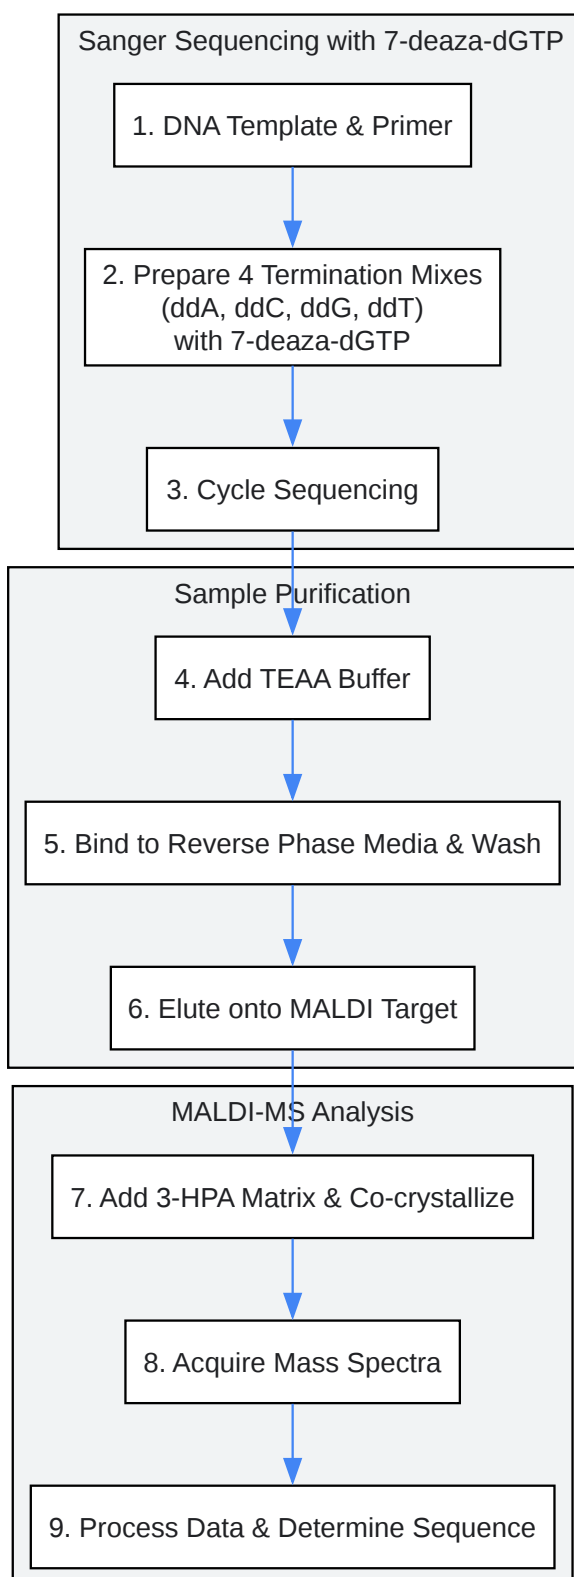 Sanger Sequencing with 7-deaza-dGTP
1. DNA Template & Primer
2. Prepare 4 Termination Mixes
(ddA, ddC, ddG, ddT)
with 7-deaza-dGTP
3. Cycle Sequencing
Sample Purification
4. Add TEAA Buffer
5. Bind to Reverse Phase Media & Wash
6. Elute onto MALDI Target
MALDI-MS Analysis
7. Add 3-HPA Matrix & Co-crystallize
8. Acquire Mass Spectra
9. Process Data & Determine Sequence